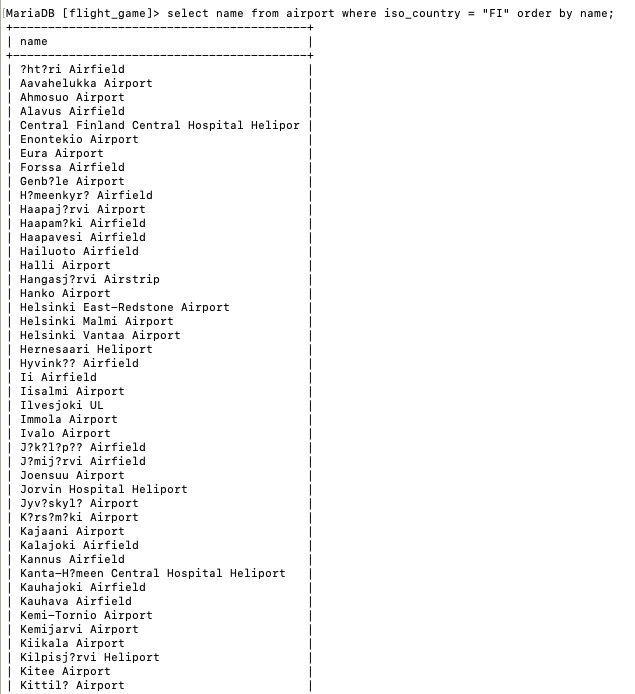 MariaDB [flight_game]> select name from airport where iso_country = "FI" order by name;
+------------------------------------------+
| name |
+------------------------------------------+
| ?ht?ri Airfield |
| Aavahelukka Airport |
| Ahmosuo Airport |
| Alavus Airfield |
| Central Finland Central Hospital Helipor |
| Enontekio Airport |
| Eura Airport |
| Forssa Airfield |
| Genb?le Airport |
| H?meenkyr? Airfield |
| Haapaj?rvi Airport |
| Haapam?ki Airfield |
| Haapavesi Airfield |
| Hailuoto Airfield |
| Halli Airport |
| Hangasj?rvi Airstrip |
| Hanko Airport |
| Helsinki East-Redstone Airport |
| Helsinki Malmi Airport |
| Helsinki Vantaa Airport |
| Hernesaari Heliport |
| Hyvink?? Airfield |
| Ii Airfield |
| Iisalmi Airport |
| Ilvesjoki UL |
| Immola Airport |
| Ivalo Airport |
| J?k?l?p?? Airfield |
| J?mij?rvi Airfield |
| Joensuu Airport |
| Jorvin Hospital Heliport |
| Jyv?skyl? Airport |
| K?rs?m?ki Airport |
| Kajaani Airport |
| Kalajoki Airfield |
| Kannus Airfield |
| Kanta-H?meen Central Hospital Heliport |
| Kauhajoki Airfield |
| Kauhava Airfield |
| Kemi-Tornio Airport |
| Kemijarvi Airport |
| Kiikala Airport |
| Kilpisj?rvi Heliport |
| Kitee Airport |
| Kittil? Airport |